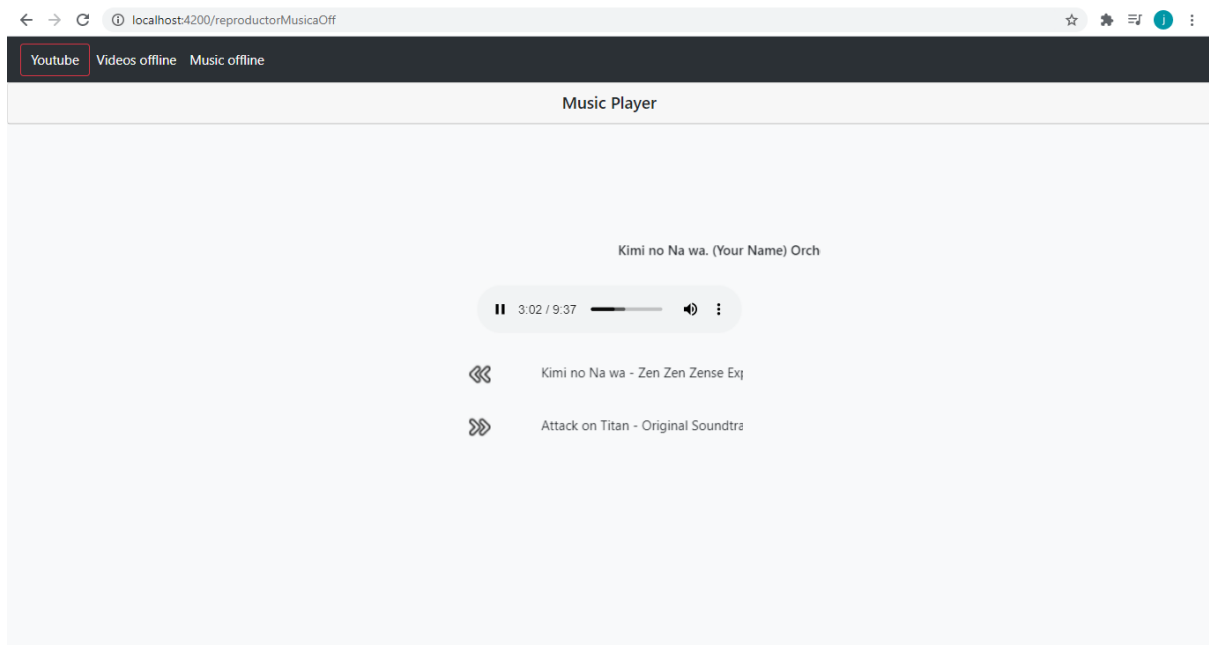 localhost:4200/reproductorMusicaOff
j
Youtube Videos offline Music offline
Music Player
Kimi no Na wa. (Your Name) Orch
3:02 / 9:37
Kimi no Na wa - Zen Zen Zense Exp
Attack on Titan - Original Soundtra